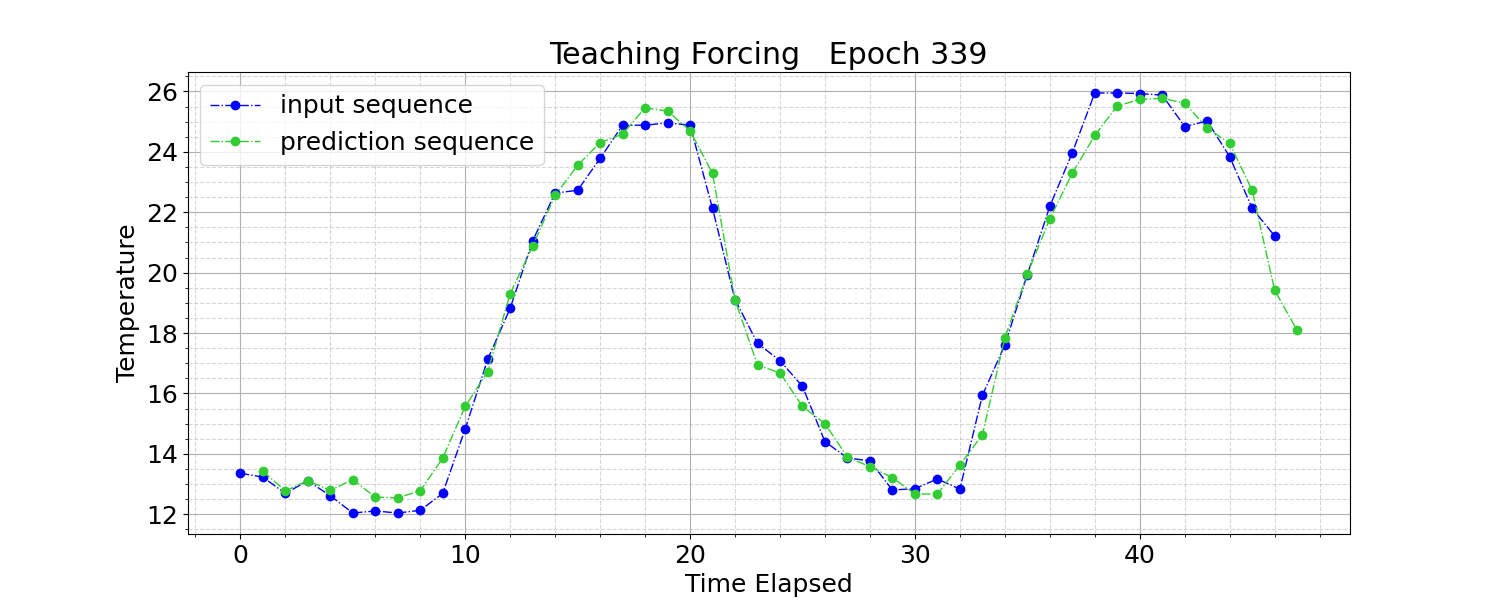 Teaching Forcing   Epoch 339
input sequence
prediction sequence
Temperature
26
24
22
20
18
16
14
12
0 10 20 30 40
Time Elapsed